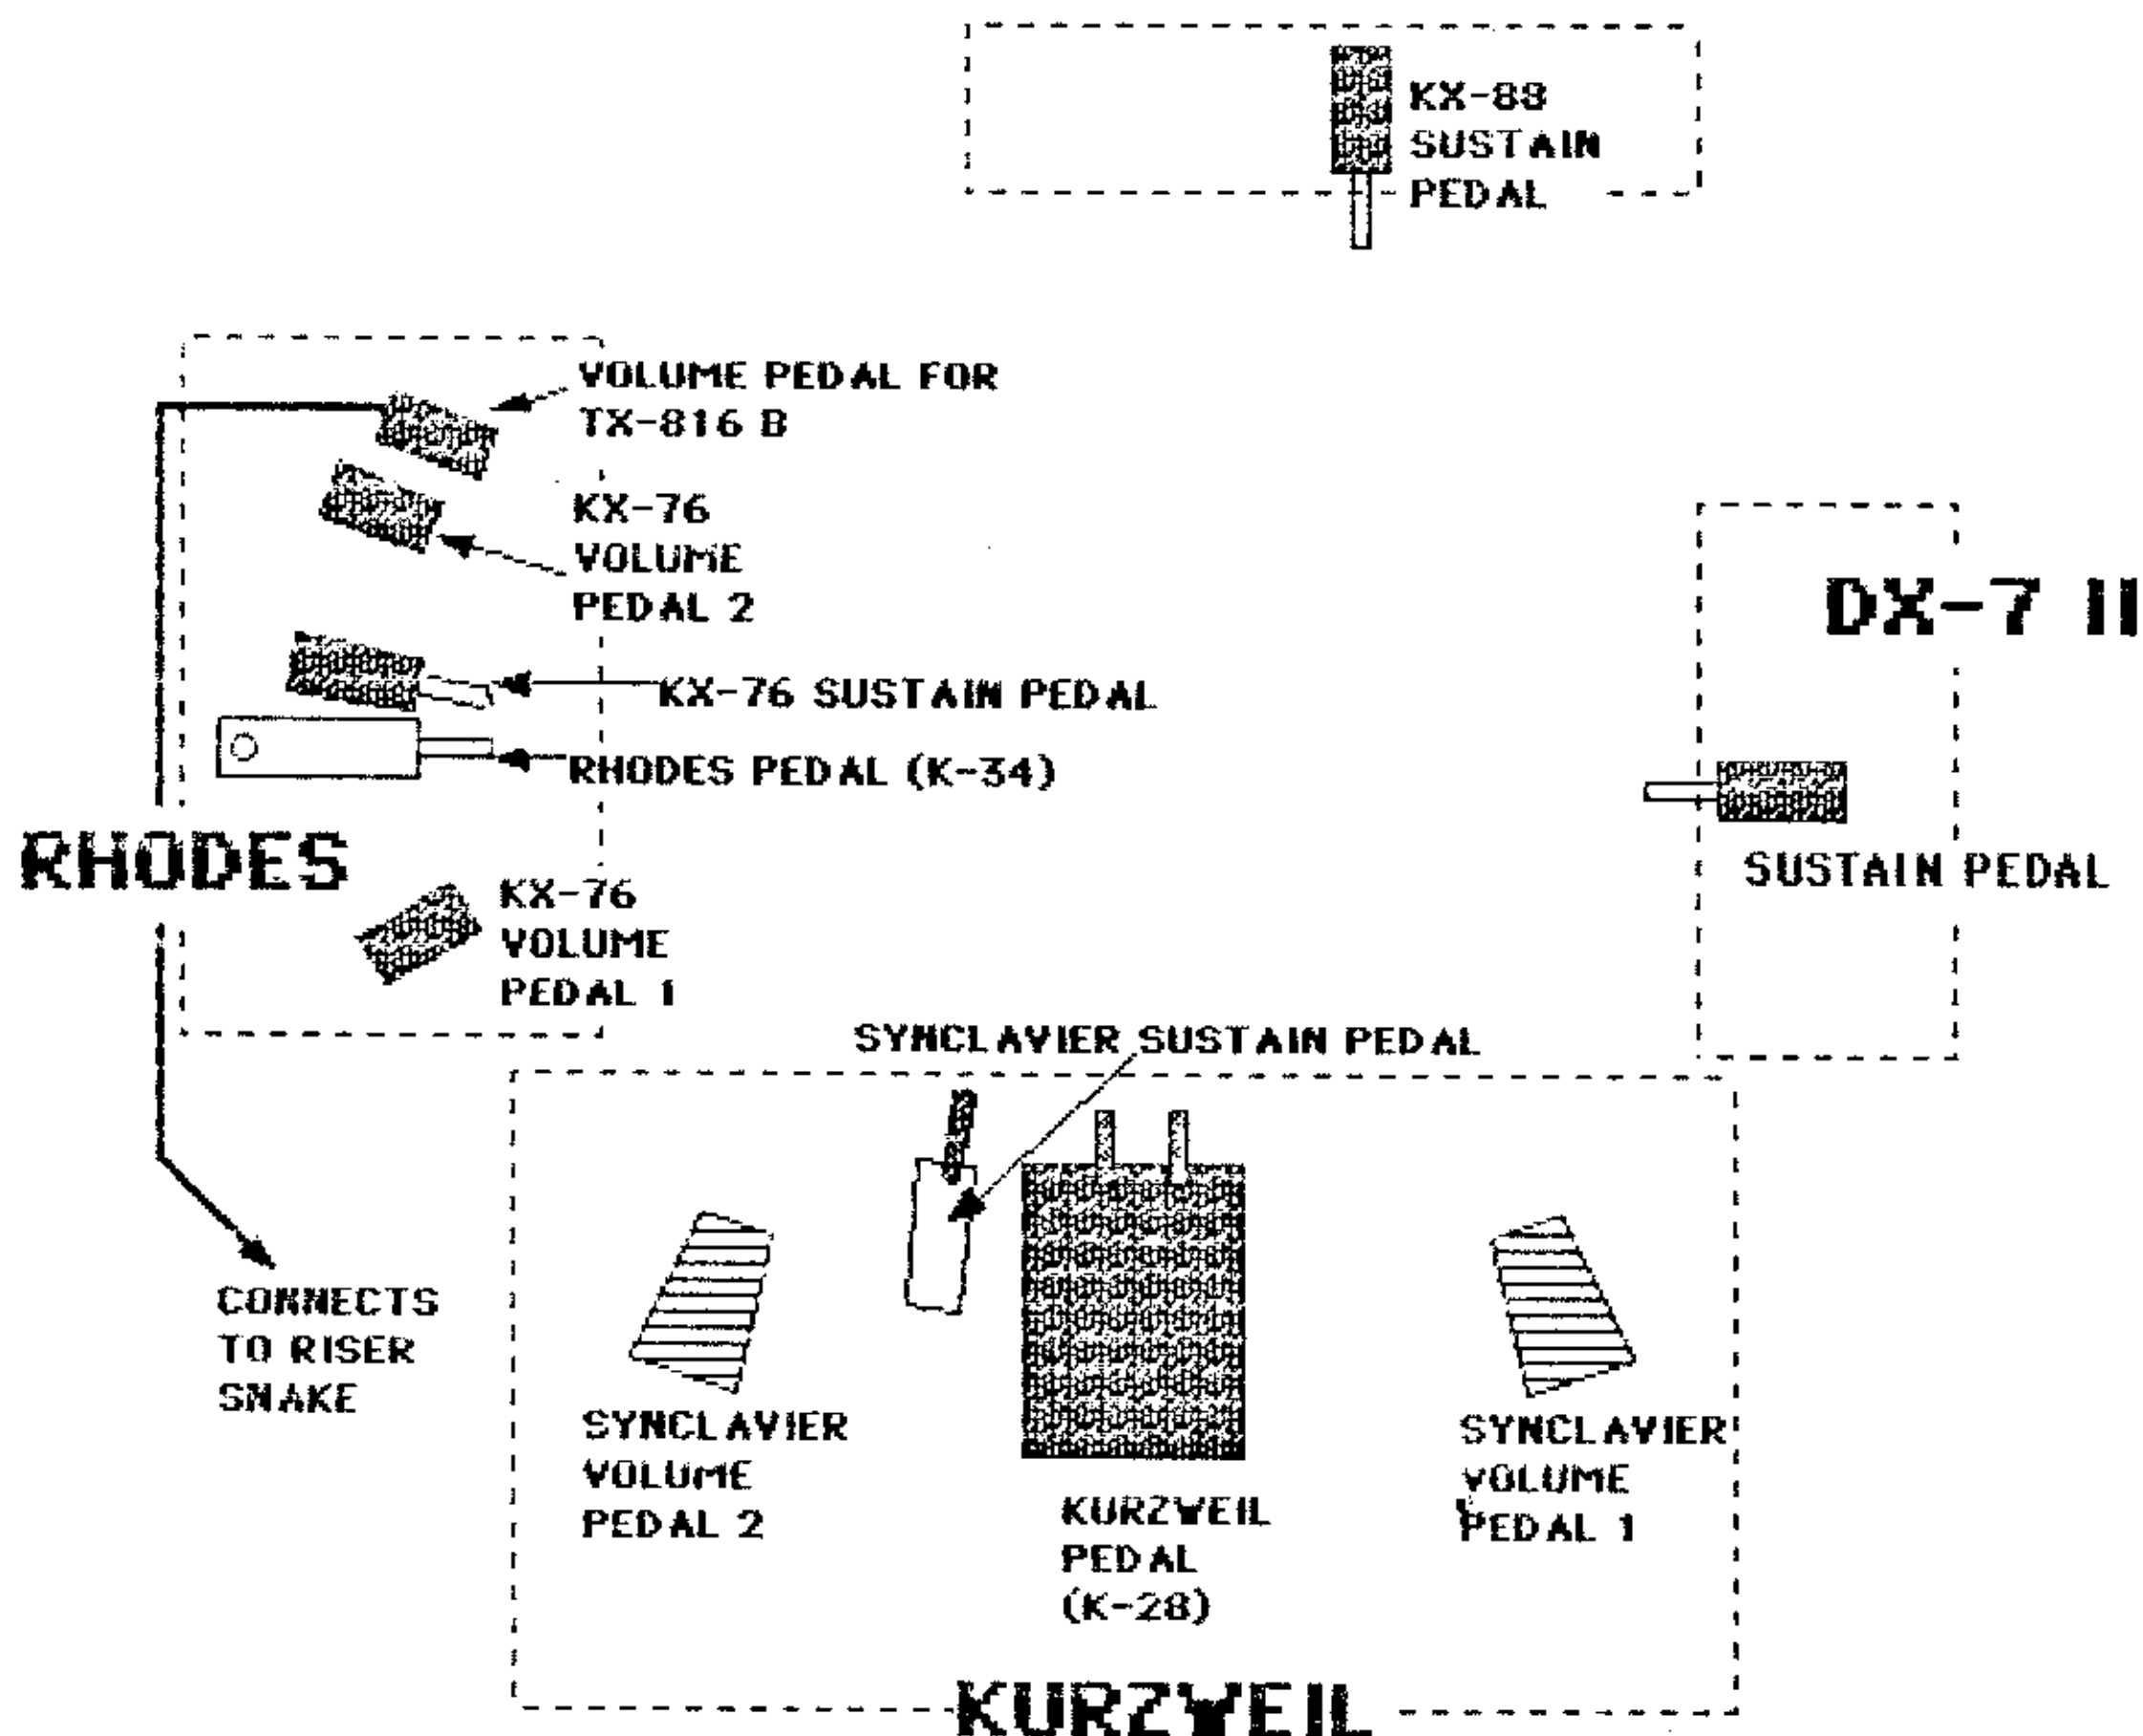 KX-88
SUSTAIN
PEDAL
VOLUME PEDAL FOR
TX-816 B
KX-76
VOLUME
PEDAL 2
DX-7 II
KX-76 SUSTAIN PEDAL
RHODES PEDAL (K-34)
RHODES
SUSTAIN PEDAL
KX-76
VOLUME
PEDAL 1
SYNCLAVIER SUSTAIN PEDAL
CONNECTS
TO RISER
SNAKE
SYNCLAVIER
VOLUME
PEDAL 2
KURZWEIL
PEDAL
(K-28)
SYNCLAVIER
VOLUME
PEDAL 1
KURZWEIL